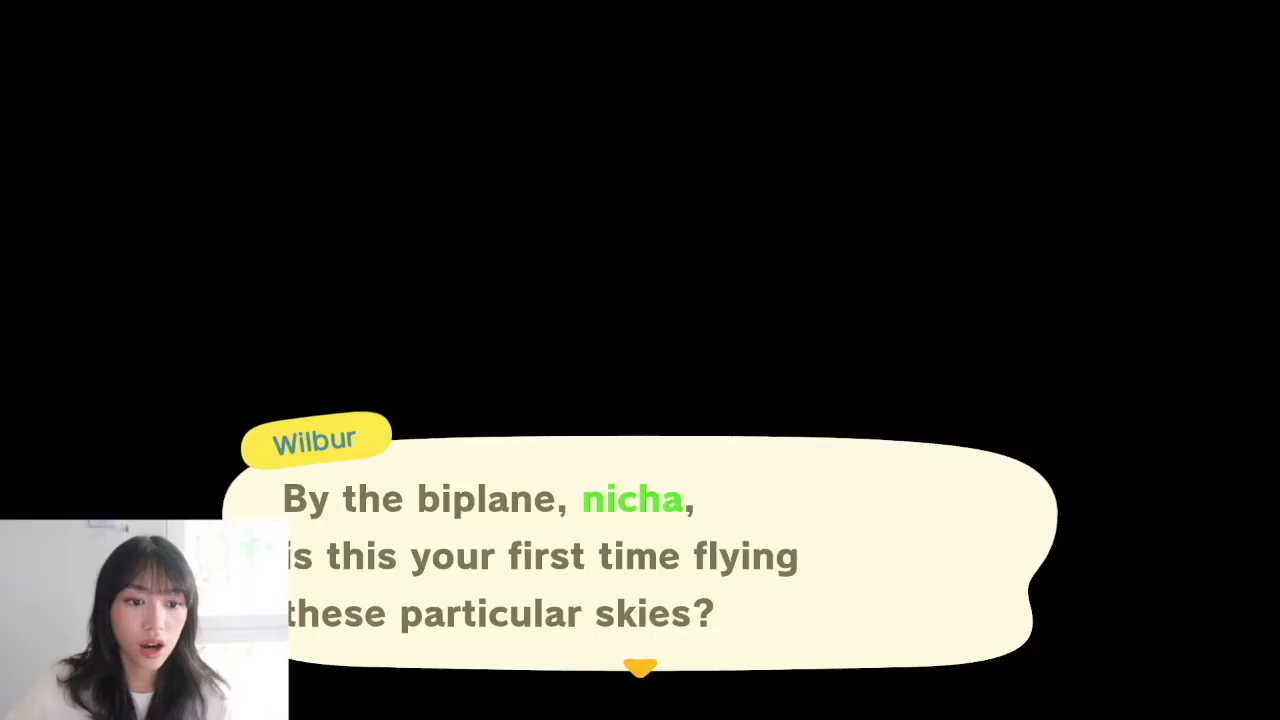 Wilbur
By the biplane, nicha,
is this your first time flying
these particular skies?